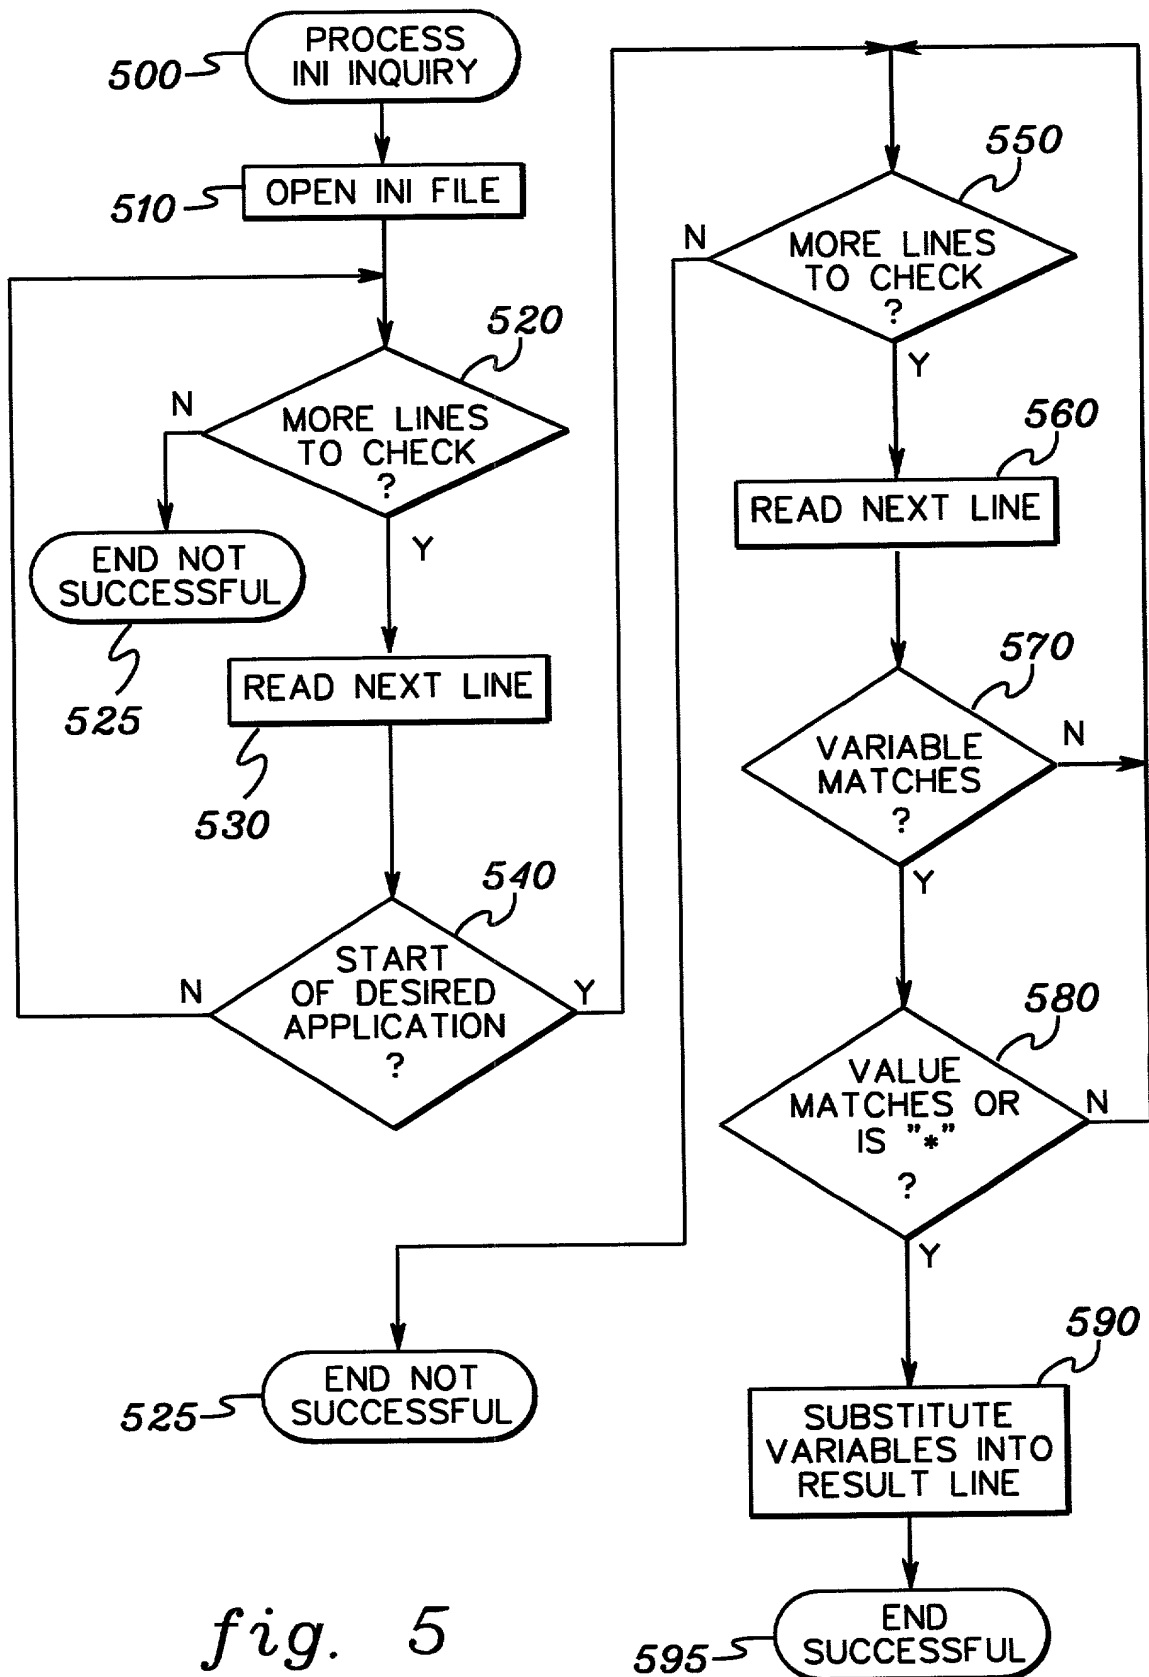 PROCESS
INI INQUIRY
500
OPEN INI FILE
510
520
MORE LINES
TO CHECK
?
N
Y
END NOT
SUCCESSFUL
525
READ NEXT LINE
530
540
START
OF DESIRED
APPLICATION
?
N
Y
550
MORE LINES
TO CHECK
?
N
Y
560
READ NEXT LINE
570
VARIABLE
MATCHES
?
N
Y
580
VALUE
MATCHES OR
IS "*"
?
N
Y
END NOT
SUCCESSFUL
525
590
SUBSTITUTE
VARIABLES INTO
RESULT LINE
END
SUCCESSFUL
595
fig. 5